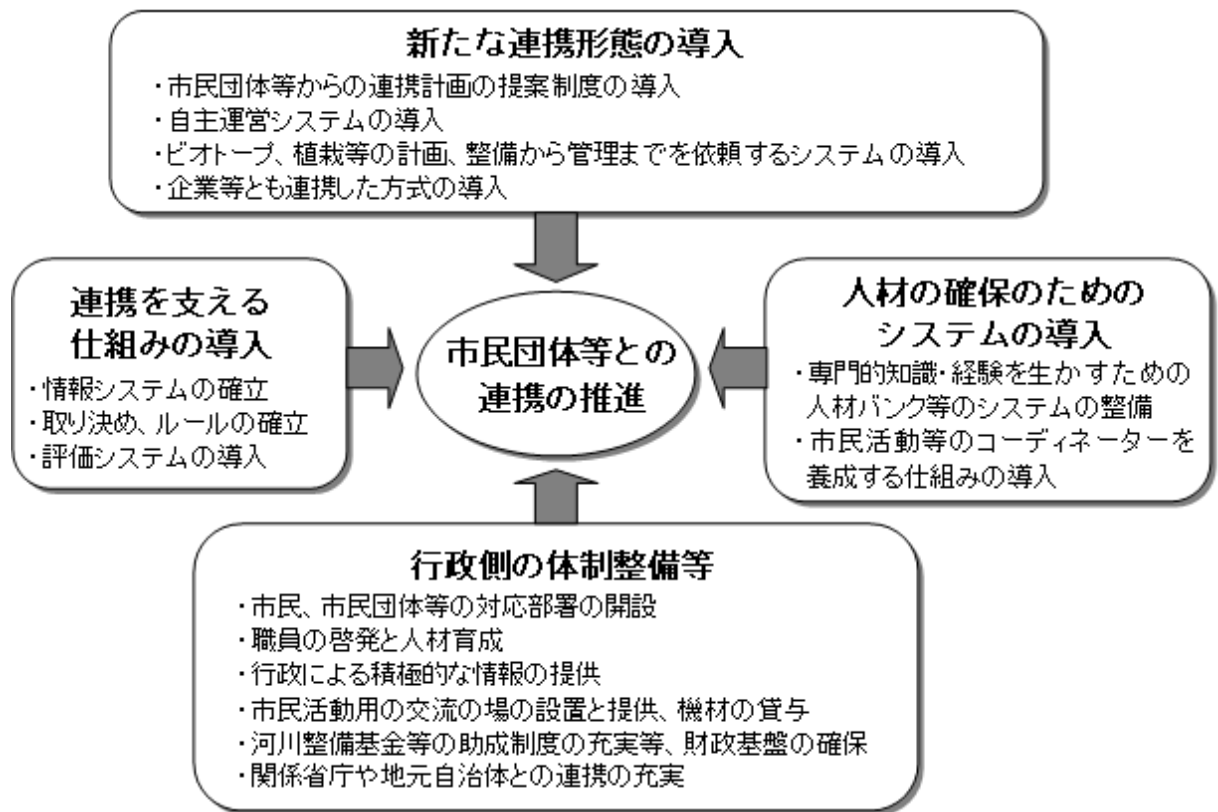 新たな連携形態の導入
・市民団体等からの連携計画の提案制度の導入
・自主運営システムの導入
・ビオトープ、植栽等の計画、整備から管理までを依頼するシステムの導入
・企業等とも連携した方式の導入
連携を支える
仕組みの導入
・情報システムの確立
・取り決め、ルールの確立
・評価システムの導入
市民団体等との
連携の推進
人材の確保のための
システムの導入
・専門的知識・経験を生かすための
人材バンク等のシステムの整備
・市民活動等のコーディネーターを
養成する仕組みの導入
行政側の体制整備等
・市民、市民団体等の対応部署の開設
・職員の啓発と人材育成
・行政による積極的な情報の提供
・市民活動用の交流の場の設置と提供、機材の貸与
・河川整備基金等の助成制度の充実等、財政基盤の確保
・関係省庁や地元自治体との連携の充実